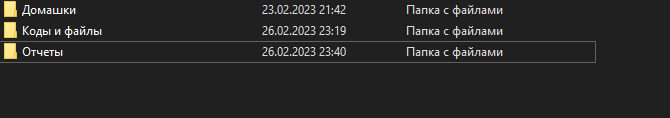 Домашки 23.02.2023 21:42 Папка с файлами
Коды и файлы 26.02.2023 23:19 Папка с файлами
Отчеты 26.02.2023 23:40 Папка с файлами